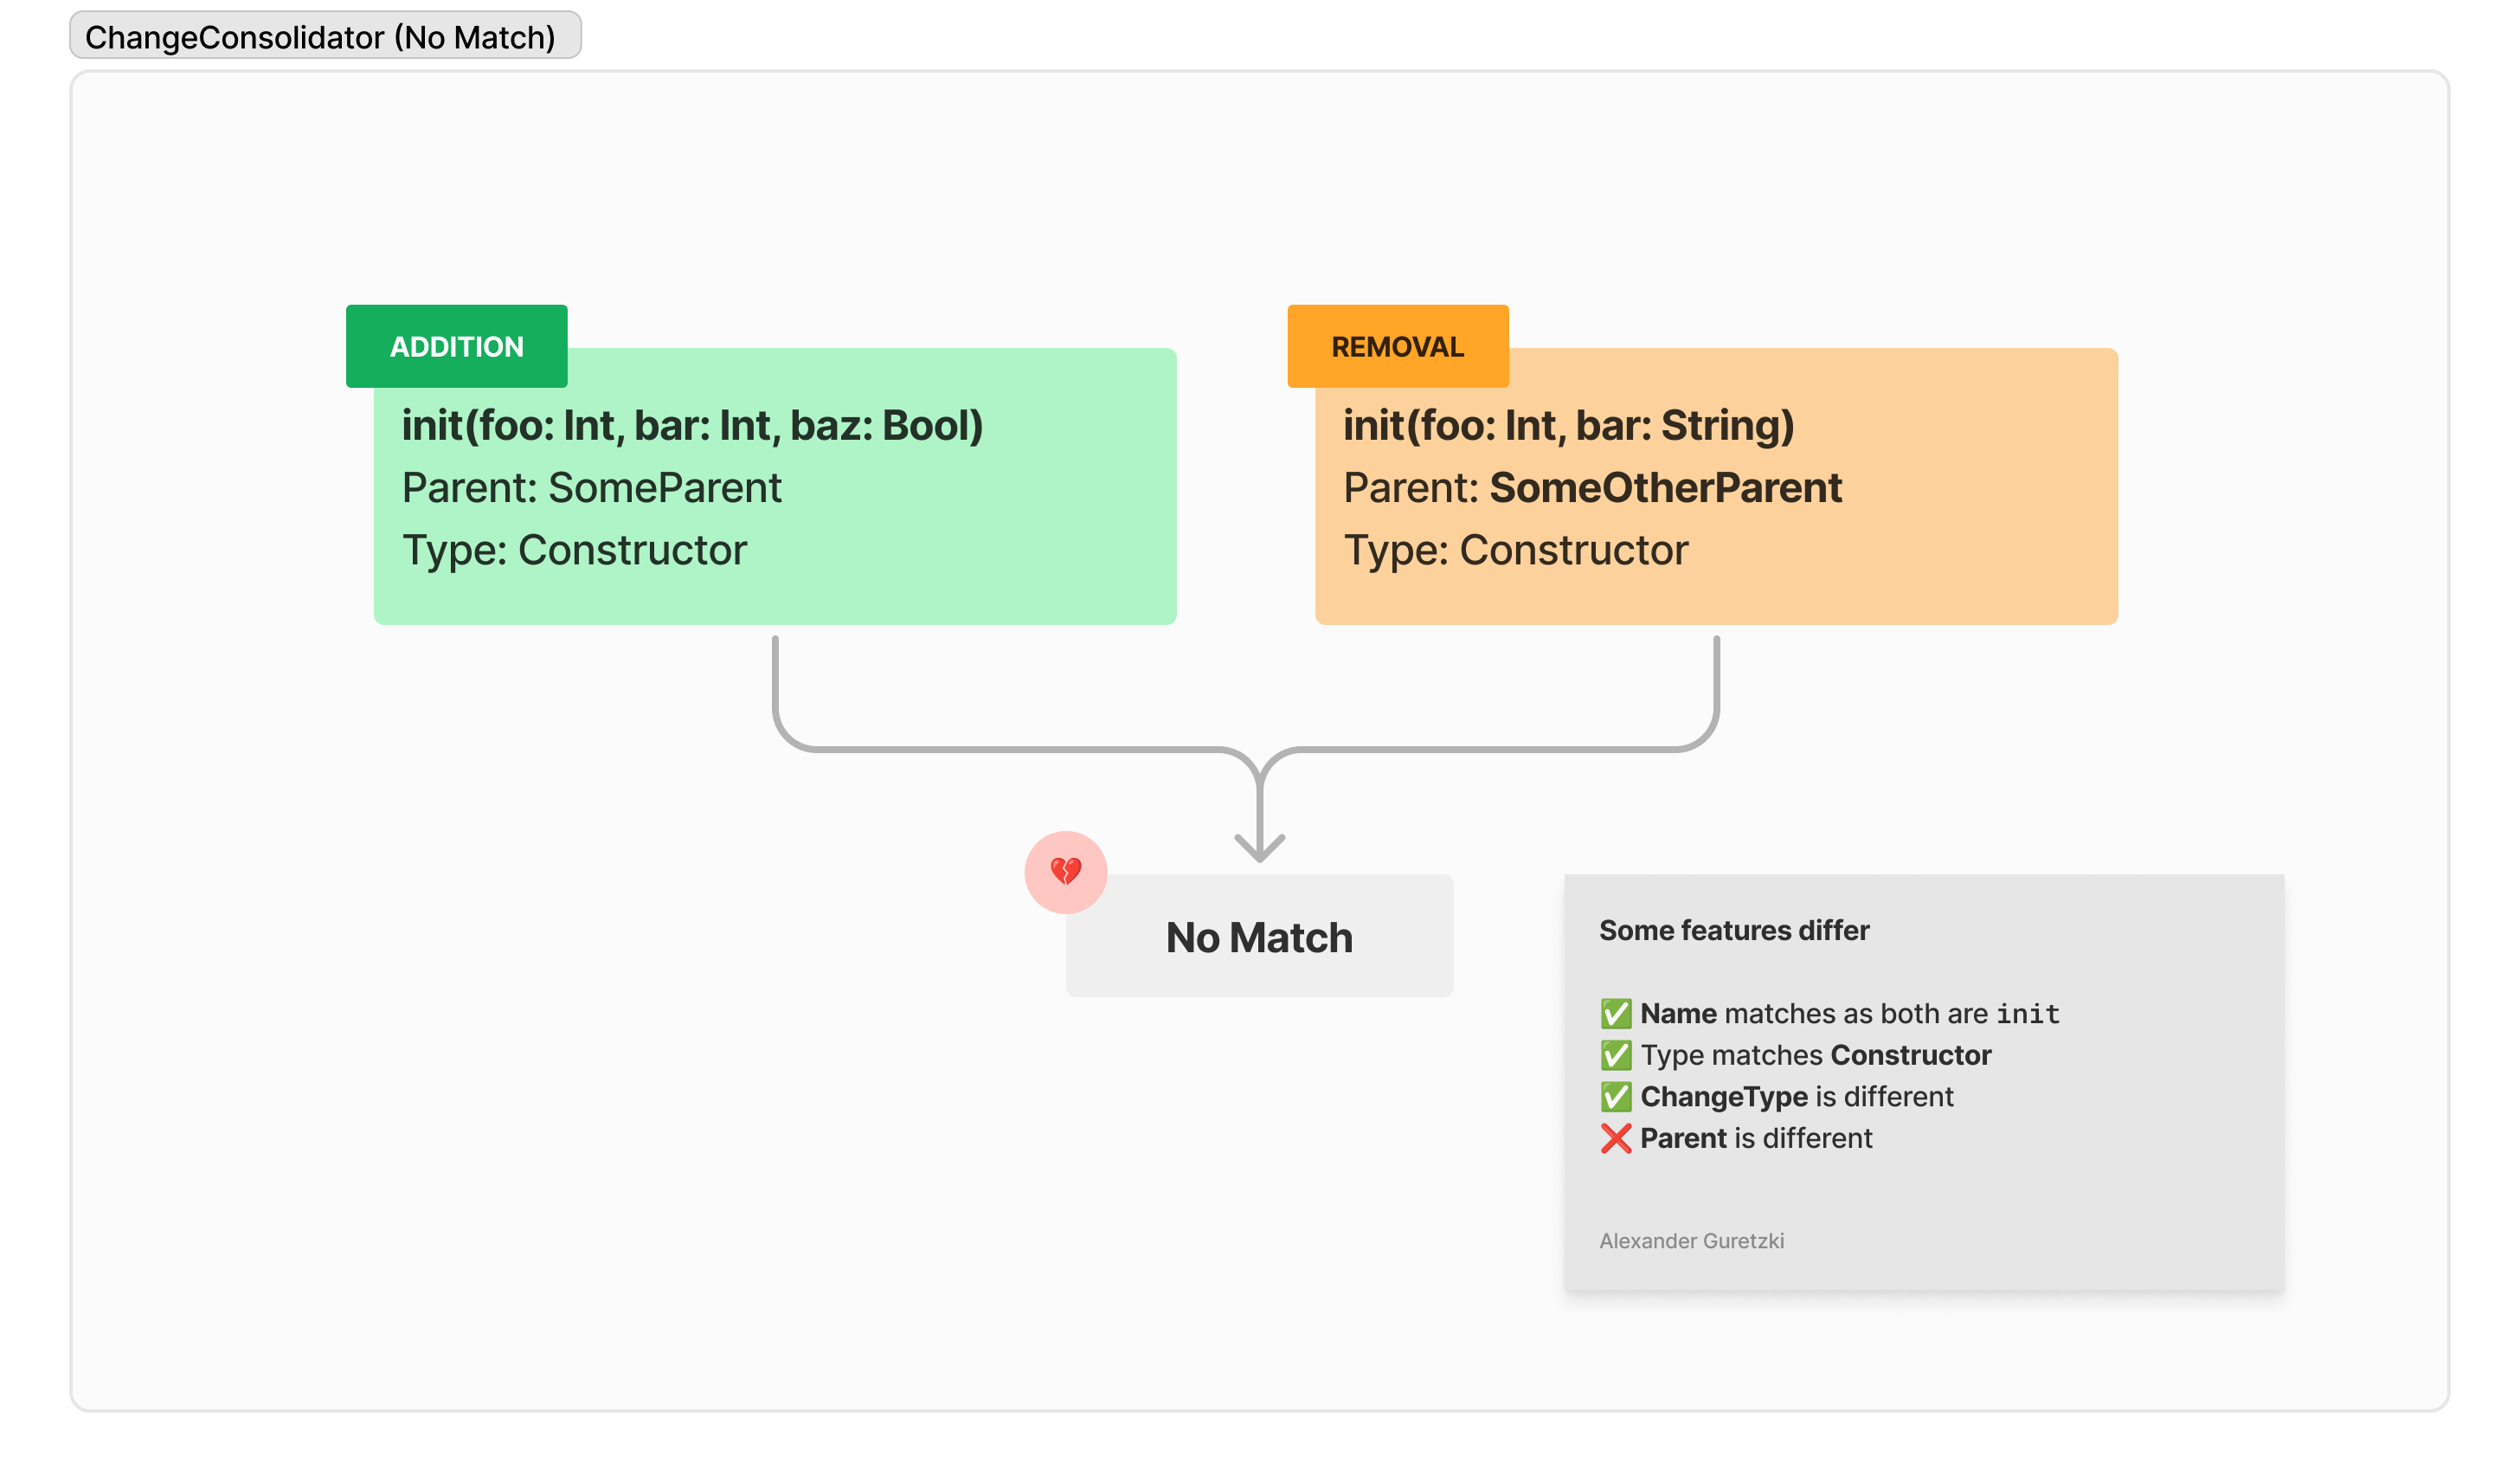 ChangeConsolidator (No Match)
ADDITION
init(foo: Int, bar: Int, baz: Bool)
Parent: SomeParent
Type: Constructor
REMOVAL
init(foo: Int, bar: String)
Parent: SomeOtherParent
Type: Constructor
No Match
Some features differ
✅ Name matches as both are init
✅ Type matches Constructor
✅ ChangeType is different
❌ Parent is different
Alexander Guretzki